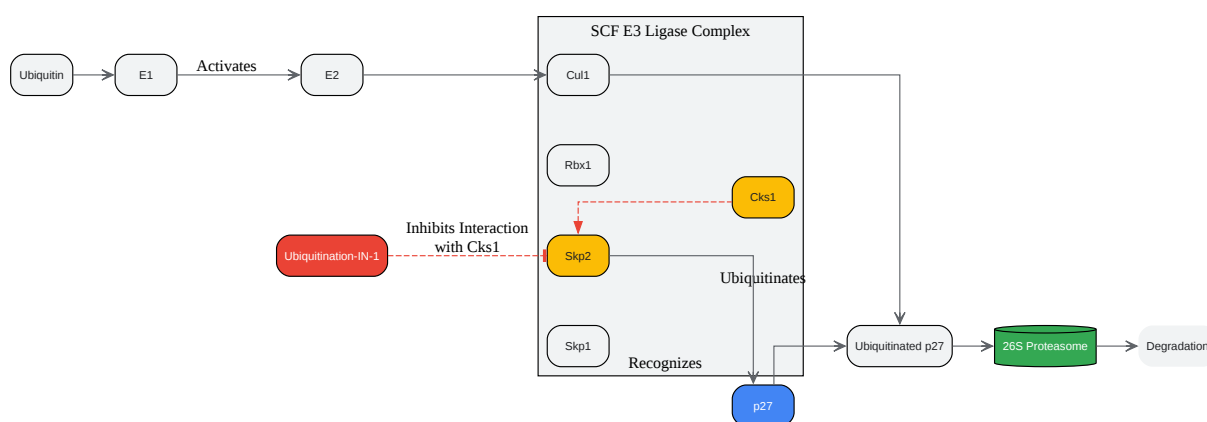 SCF E3 Ligase Complex
Ubiquitin
E1
Activates
E2
Cul1
Rbx1
Cks1
Inhibits Interaction
with Cks1
Ubiquitination-IN-1
Skp2
Ubiquitinates
Skp1
Recognizes
Ubiquitinated p27
26S Proteasome
Degradation
p27